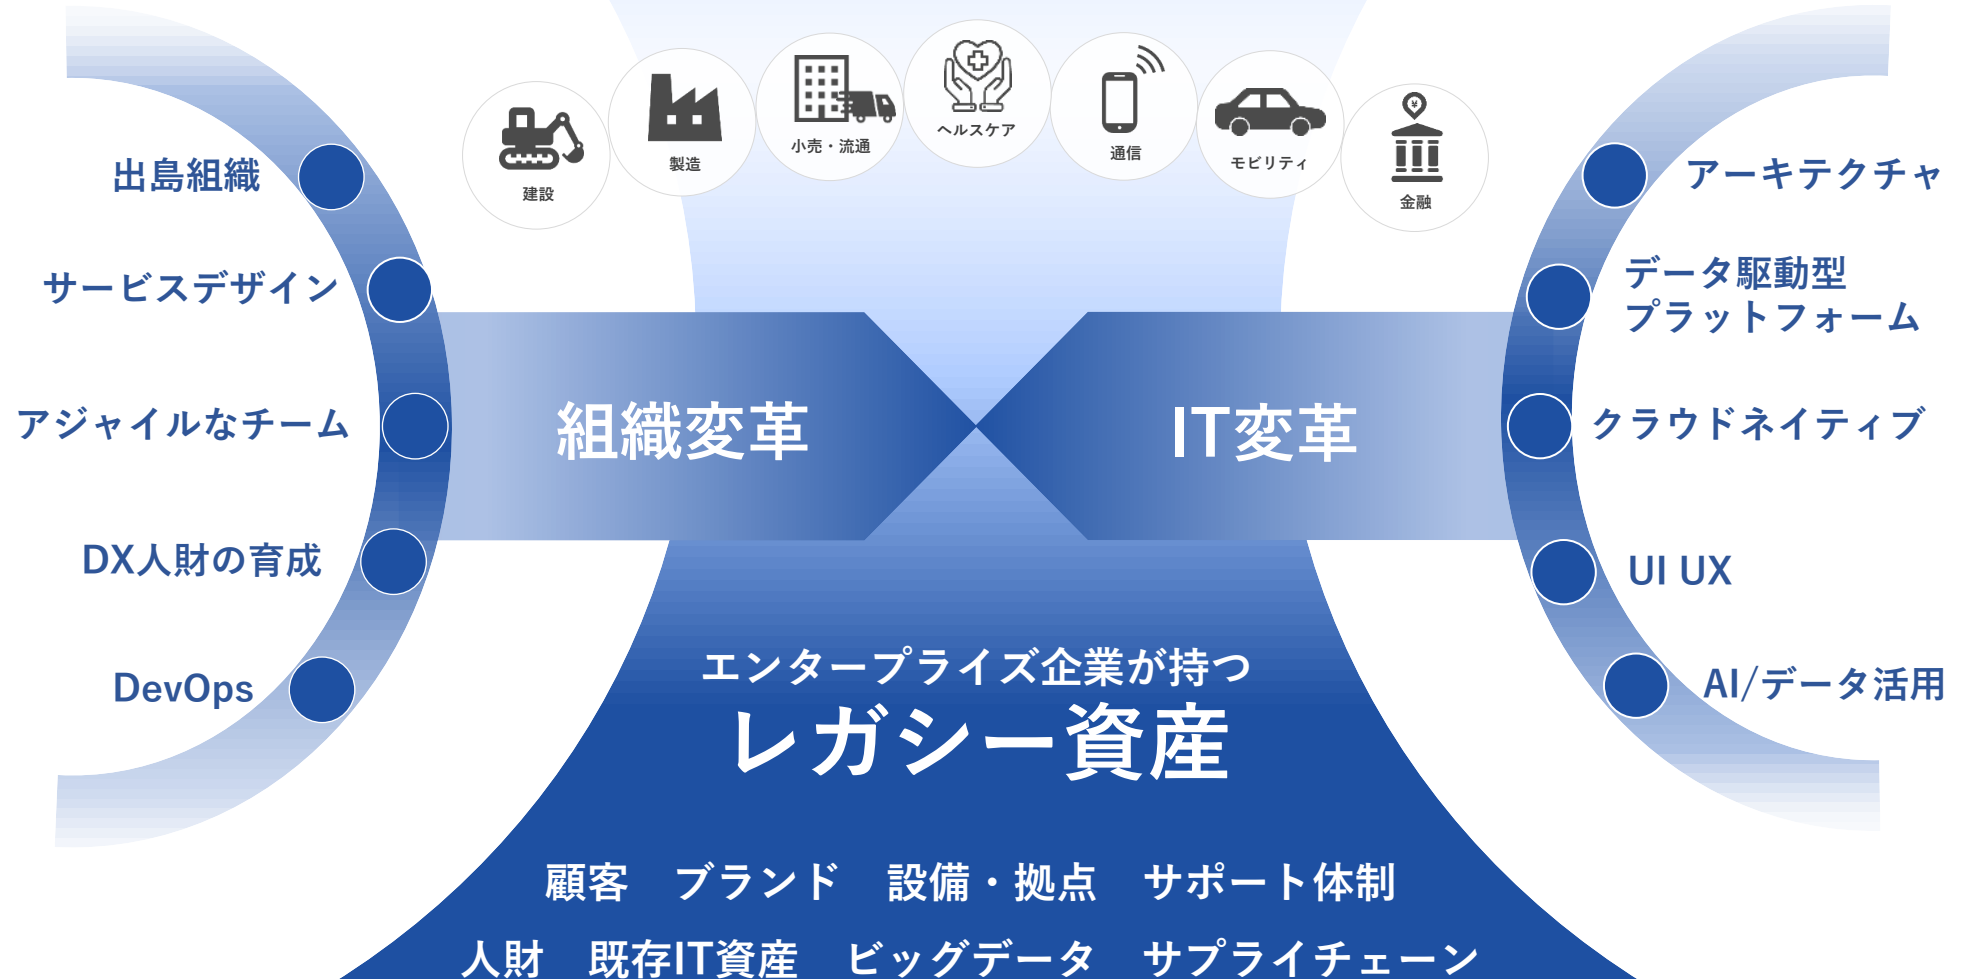 建設
製造
小売・流通
ヘルスケア
通信
モビリティ
金融
¥
出島組織
サービスデザイン
アジャイルなチーム
DX人財の育成
DevOps
組織変革
IT変革
アーキテクチャ
データ駆動型
プラットフォーム
クラウドネイティブ
UI UX
AI/データ活用
エンタープライズ企業が持つ
レガシー資産
顧客 ブランド 設備・拠点 サポート体制
人財 既存IT資産 ビッグデータ サプライチェーン